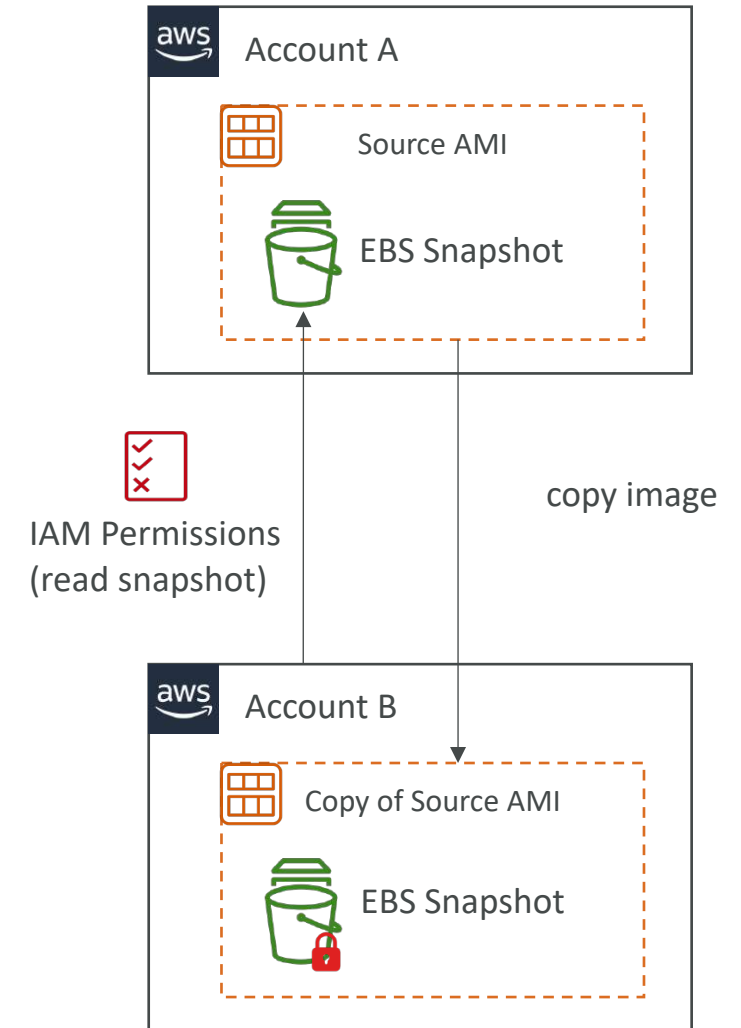 aws
Account A
Source AMI
EBS Snapshot
copy image
IAM Permissions
(read snapshot)
aws
Account B
Copy of Source AMI
EBS Snapshot